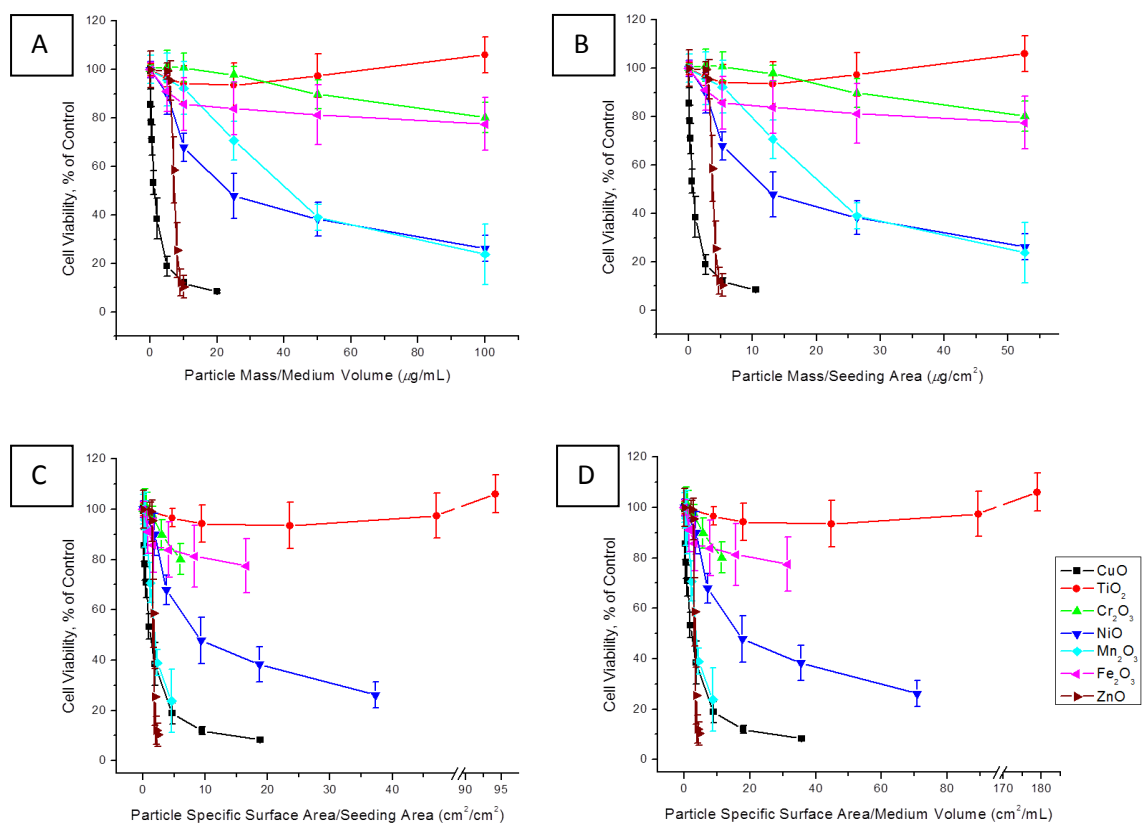 A
120
100
80
60
40
20
0
Cell Viability, % of Control
0 20 40 60 80 100
Particle Mass/Medium Volume (μg/mL)
B
120
100
80
60
40
20
0
Cell Viability, % of Control
0 10 20 30 40 50
Particle Mass/Seeding Area (μg/cm²)
C
120
100
80
60
40
20
0
Cell Viability, % of Control
0 10 20 30 40 50 90 95
Particle Specific Surface Area/Seeding Area (cm²/cm²)
D
120
100
80
60
40
20
0
Cell Viability, % of Control
0 20 40 60 80 170 180
Particle Specific Surface Area/Medium Volume (cm²/mL)
CuO
TiO₂
Cr₂O₃
NiO
Mn₂O₃
Fe₂O₃
ZnO